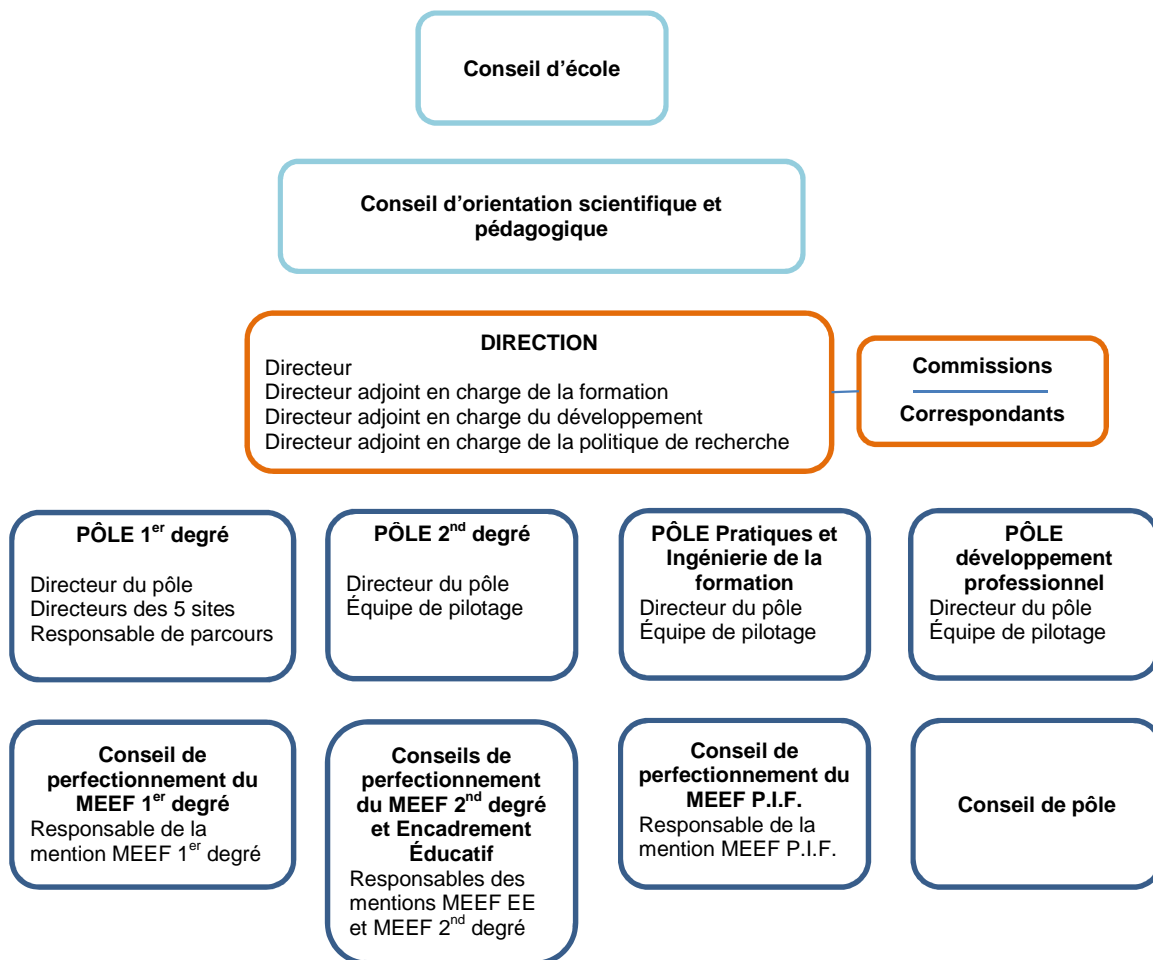 Conseil d’école
Conseil d’orientation scientifique et
pédagogique
DIRECTION
Directeur
Directeur adjoint en charge de la formation
Directeur adjoint en charge du développement
Directeur adjoint en charge de la politique de recherche
Commissions
Correspondants
PÔLE 1er degré
Directeur du pôle
Directeurs des 5 sites
Responsable de parcours
PÔLE 2nd degré
Directeur du pôle
Équipe de pilotage
PÔLE Pratiques et
Ingénierie de la
formation
Directeur du pôle
Équipe de pilotage
PÔLE
développement
professionnel
Directeur du pôle
Équipe de pilotage
Conseil de
perfectionnement du
MEEF 1er degré
Responsable de la
mention MEEF 1er degré
Conseils de
perfectionnement
du MEEF 2nd degré
et Encadrement
Éducatif
Responsables des
mentions MEEF EE
et MEEF 2nd degré
Conseil de
perfectionnement du
MEEF P.I.F.
Responsable de la
mention MEEF P.I.F.
Conseil de pôle